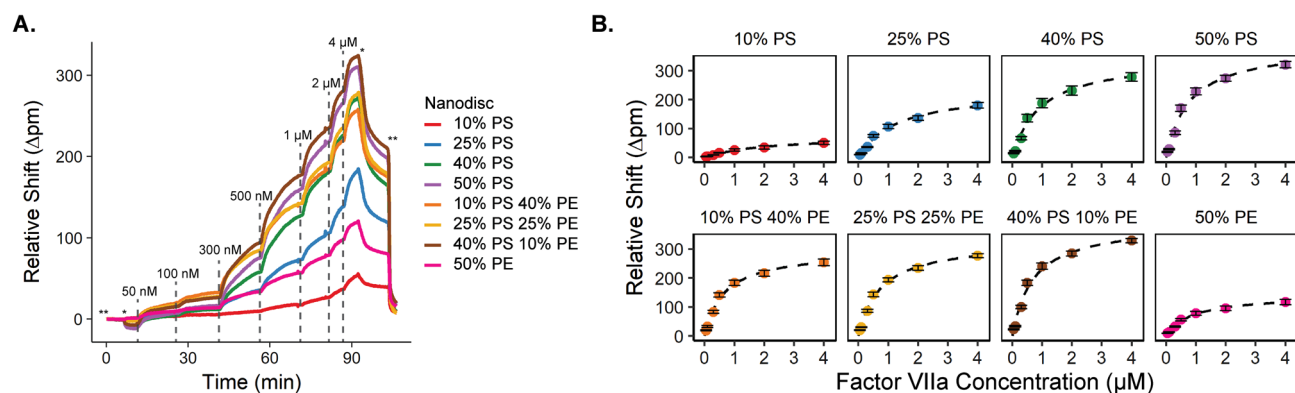 A.
Relative Shift (Δpm)
300
200
100
0
** * 50 nM 100 nM 300 nM 500 nM 1 µM 2 µM 4 µM * **
0 30 60 90
Time (min)
Nanodisc
10% PS
25% PS
40% PS
50% PS
10% PS 40% PE
25% PS 25% PE
40% PS 10% PE
50% PE
B.
Relative Shift (Δpm)
10% PS 25% PS 40% PS 50% PS
300
200
100
0
0 1 2 3 4 0 1 2 3 4 0 1 2 3 4 0 1 2 3 4
10% PS 40% PE 25% PS 25% PE 40% PS 10% PE 50% PE
300
200
100
0
0 1 2 3 4 0 1 2 3 4 0 1 2 3 4 0 1 2 3 4
Factor VIIa Concentration (µM)